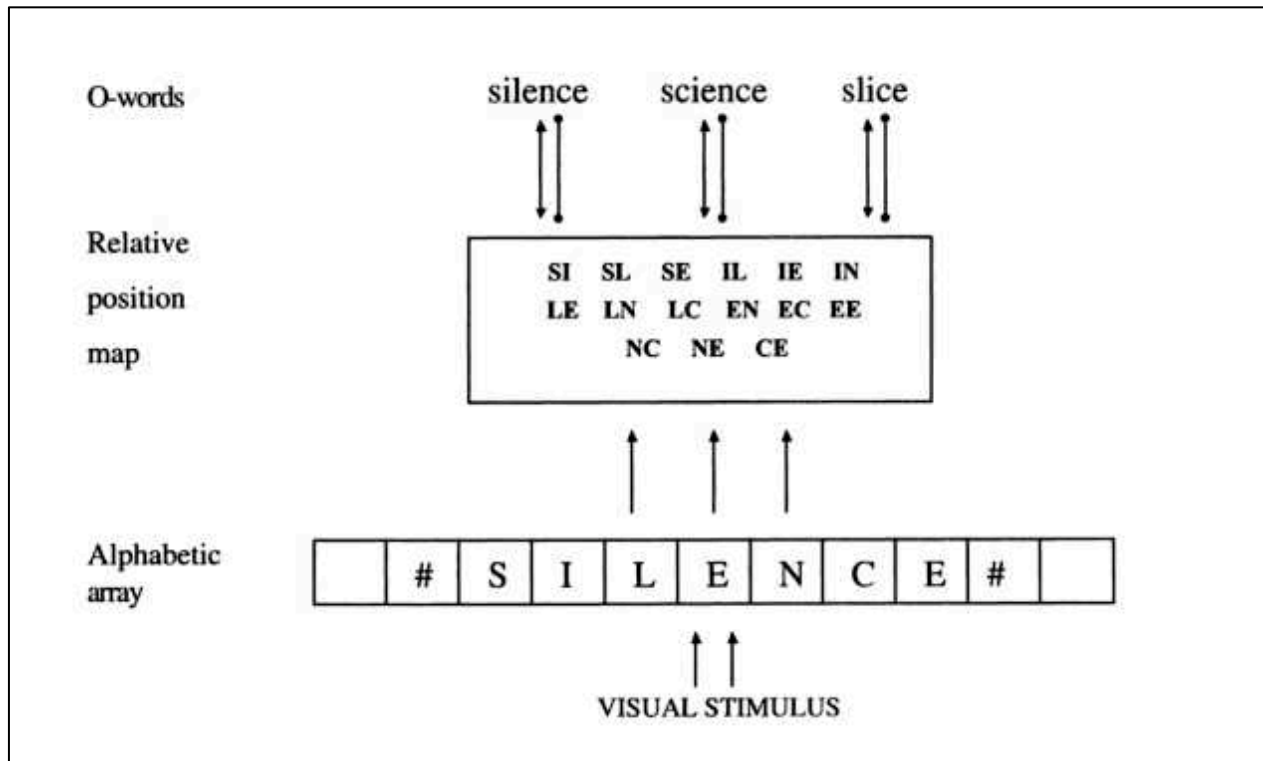 O-words silence science slice
Relative
position
map
SI SL SE IL IE IN
LE LN LC EN EC EE
NC NE CE
Alphabetic
array
# S I L E N C E #
VISUAL STIMULUS